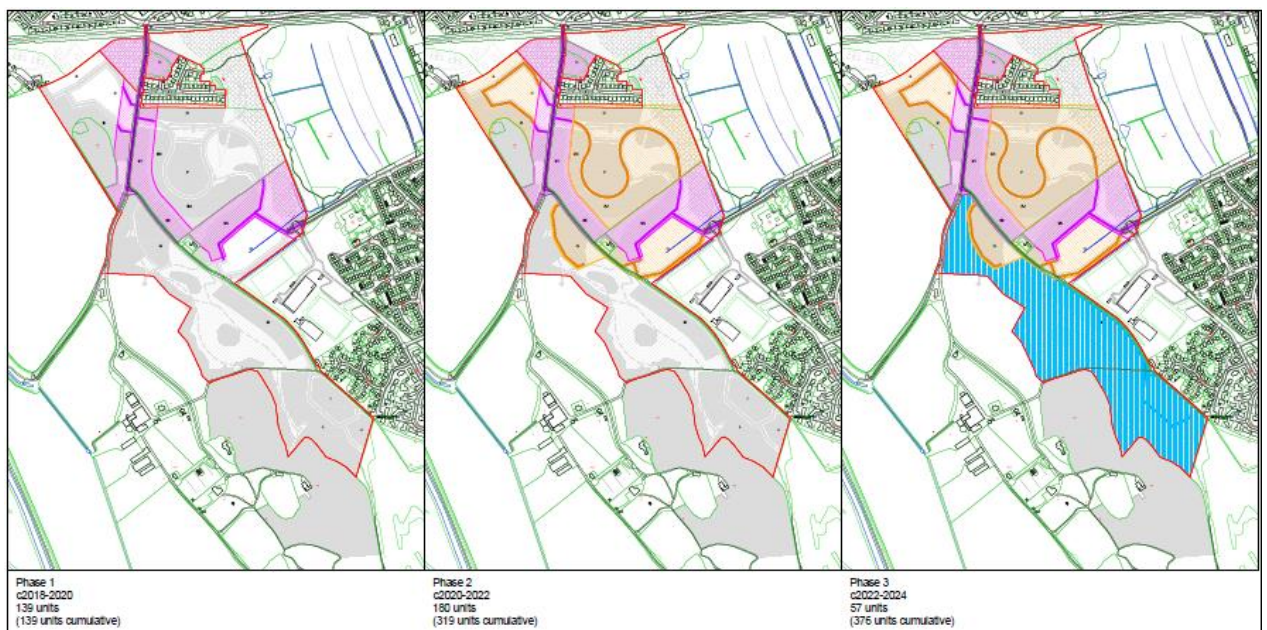 Phase 1
c2018-2020
139 units
(139 units cumulative)
Phase 2
c2020-2022
180 units
(319 units cumulative)
Phase 3
c2022-2024
57 units
(376 units cumulative)